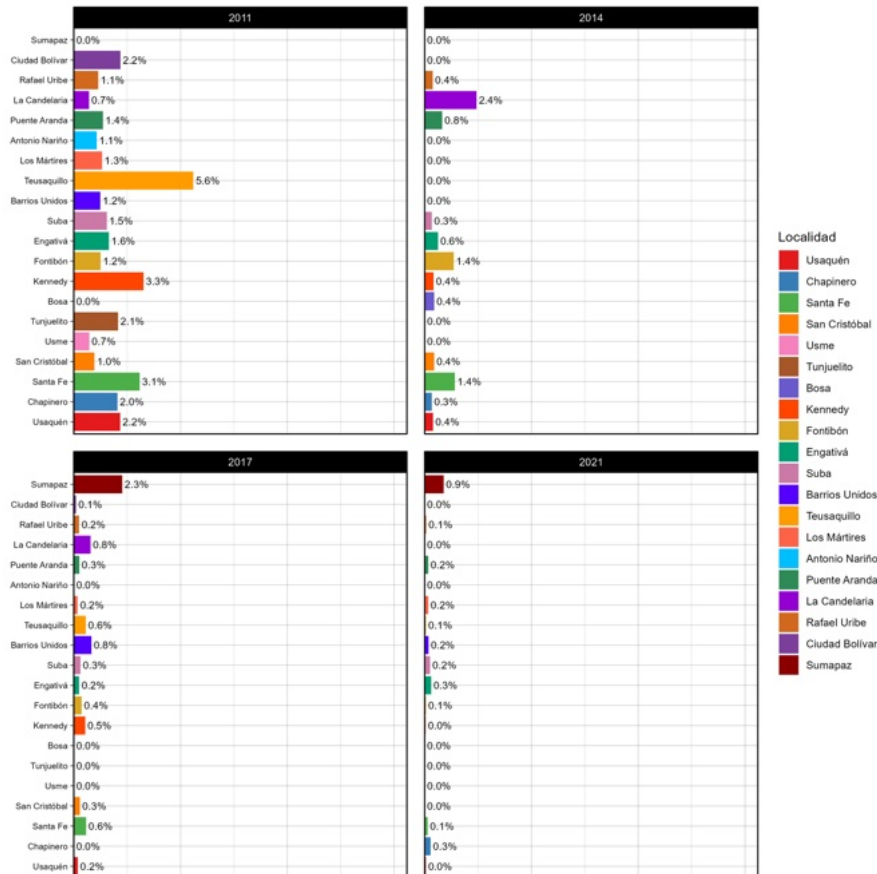 2011
2014
Sumapaz 0.0% 0.0%
Ciudad Bolívar 2.2% 0.0%
Rafael Uribe 1.1% 0.4%
La Candelaria 0.7% 2.4%
Puente Aranda 1.4% 0.8%
Antonio Nariño 1.1% 0.0%
Los Mártires 1.3% 0.0%
Teusaquillo 5.6% 0.0%
Barrios Unidos 1.2% 0.0%
Suba 1.5% 0.3%
Engativá 1.6% 0.6%
Fontibón 1.2% 1.4%
Kennedy 3.3% 0.4%
Bosa 0.0% 0.4%
Tunjuelito 2.1% 0.0%
Usme 0.7% 0.0%
San Cristóbal 1.0% 0.4%
Santa Fe 3.1% 1.4%
Chapinero 2.0% 0.3%
Usaquén 2.2% 0.4%
2017
2021
Sumapaz 2.3% 0.9%
Ciudad Bolívar 0.1% 0.0%
Rafael Uribe 0.2% 0.1%
La Candelaria 0.8% 0.0%
Puente Aranda 0.3% 0.2%
Antonio Nariño 0.0% 0.0%
Los Mártires 0.2% 0.2%
Teusaquillo 0.6% 0.1%
Barrios Unidos 0.8% 0.2%
Suba 0.3% 0.2%
Engativá 0.2% 0.3%
Fontibón 0.4% 0.1%
Kennedy 0.5% 0.0%
Bosa 0.0% 0.0%
Tunjuelito 0.0% 0.0%
Usme 0.0% 0.0%
San Cristóbal 0.3% 0.0%
Santa Fe 0.6% 0.1%
Chapinero 0.0% 0.3%
Usaquén 0.2% 0.0%
Localidad
Usaquén
Chapinero
Santa Fe
San Cristóbal
Usme
Tunjuelito
Bosa
Kennedy
Fontibón
Engativá
Suba
Barrios Unidos
Teusaquillo
Los Mártires
Antonio Nariño
Puente Aranda
La Candelaria
Rafael Uribe
Ciudad Bolívar
Sumapaz